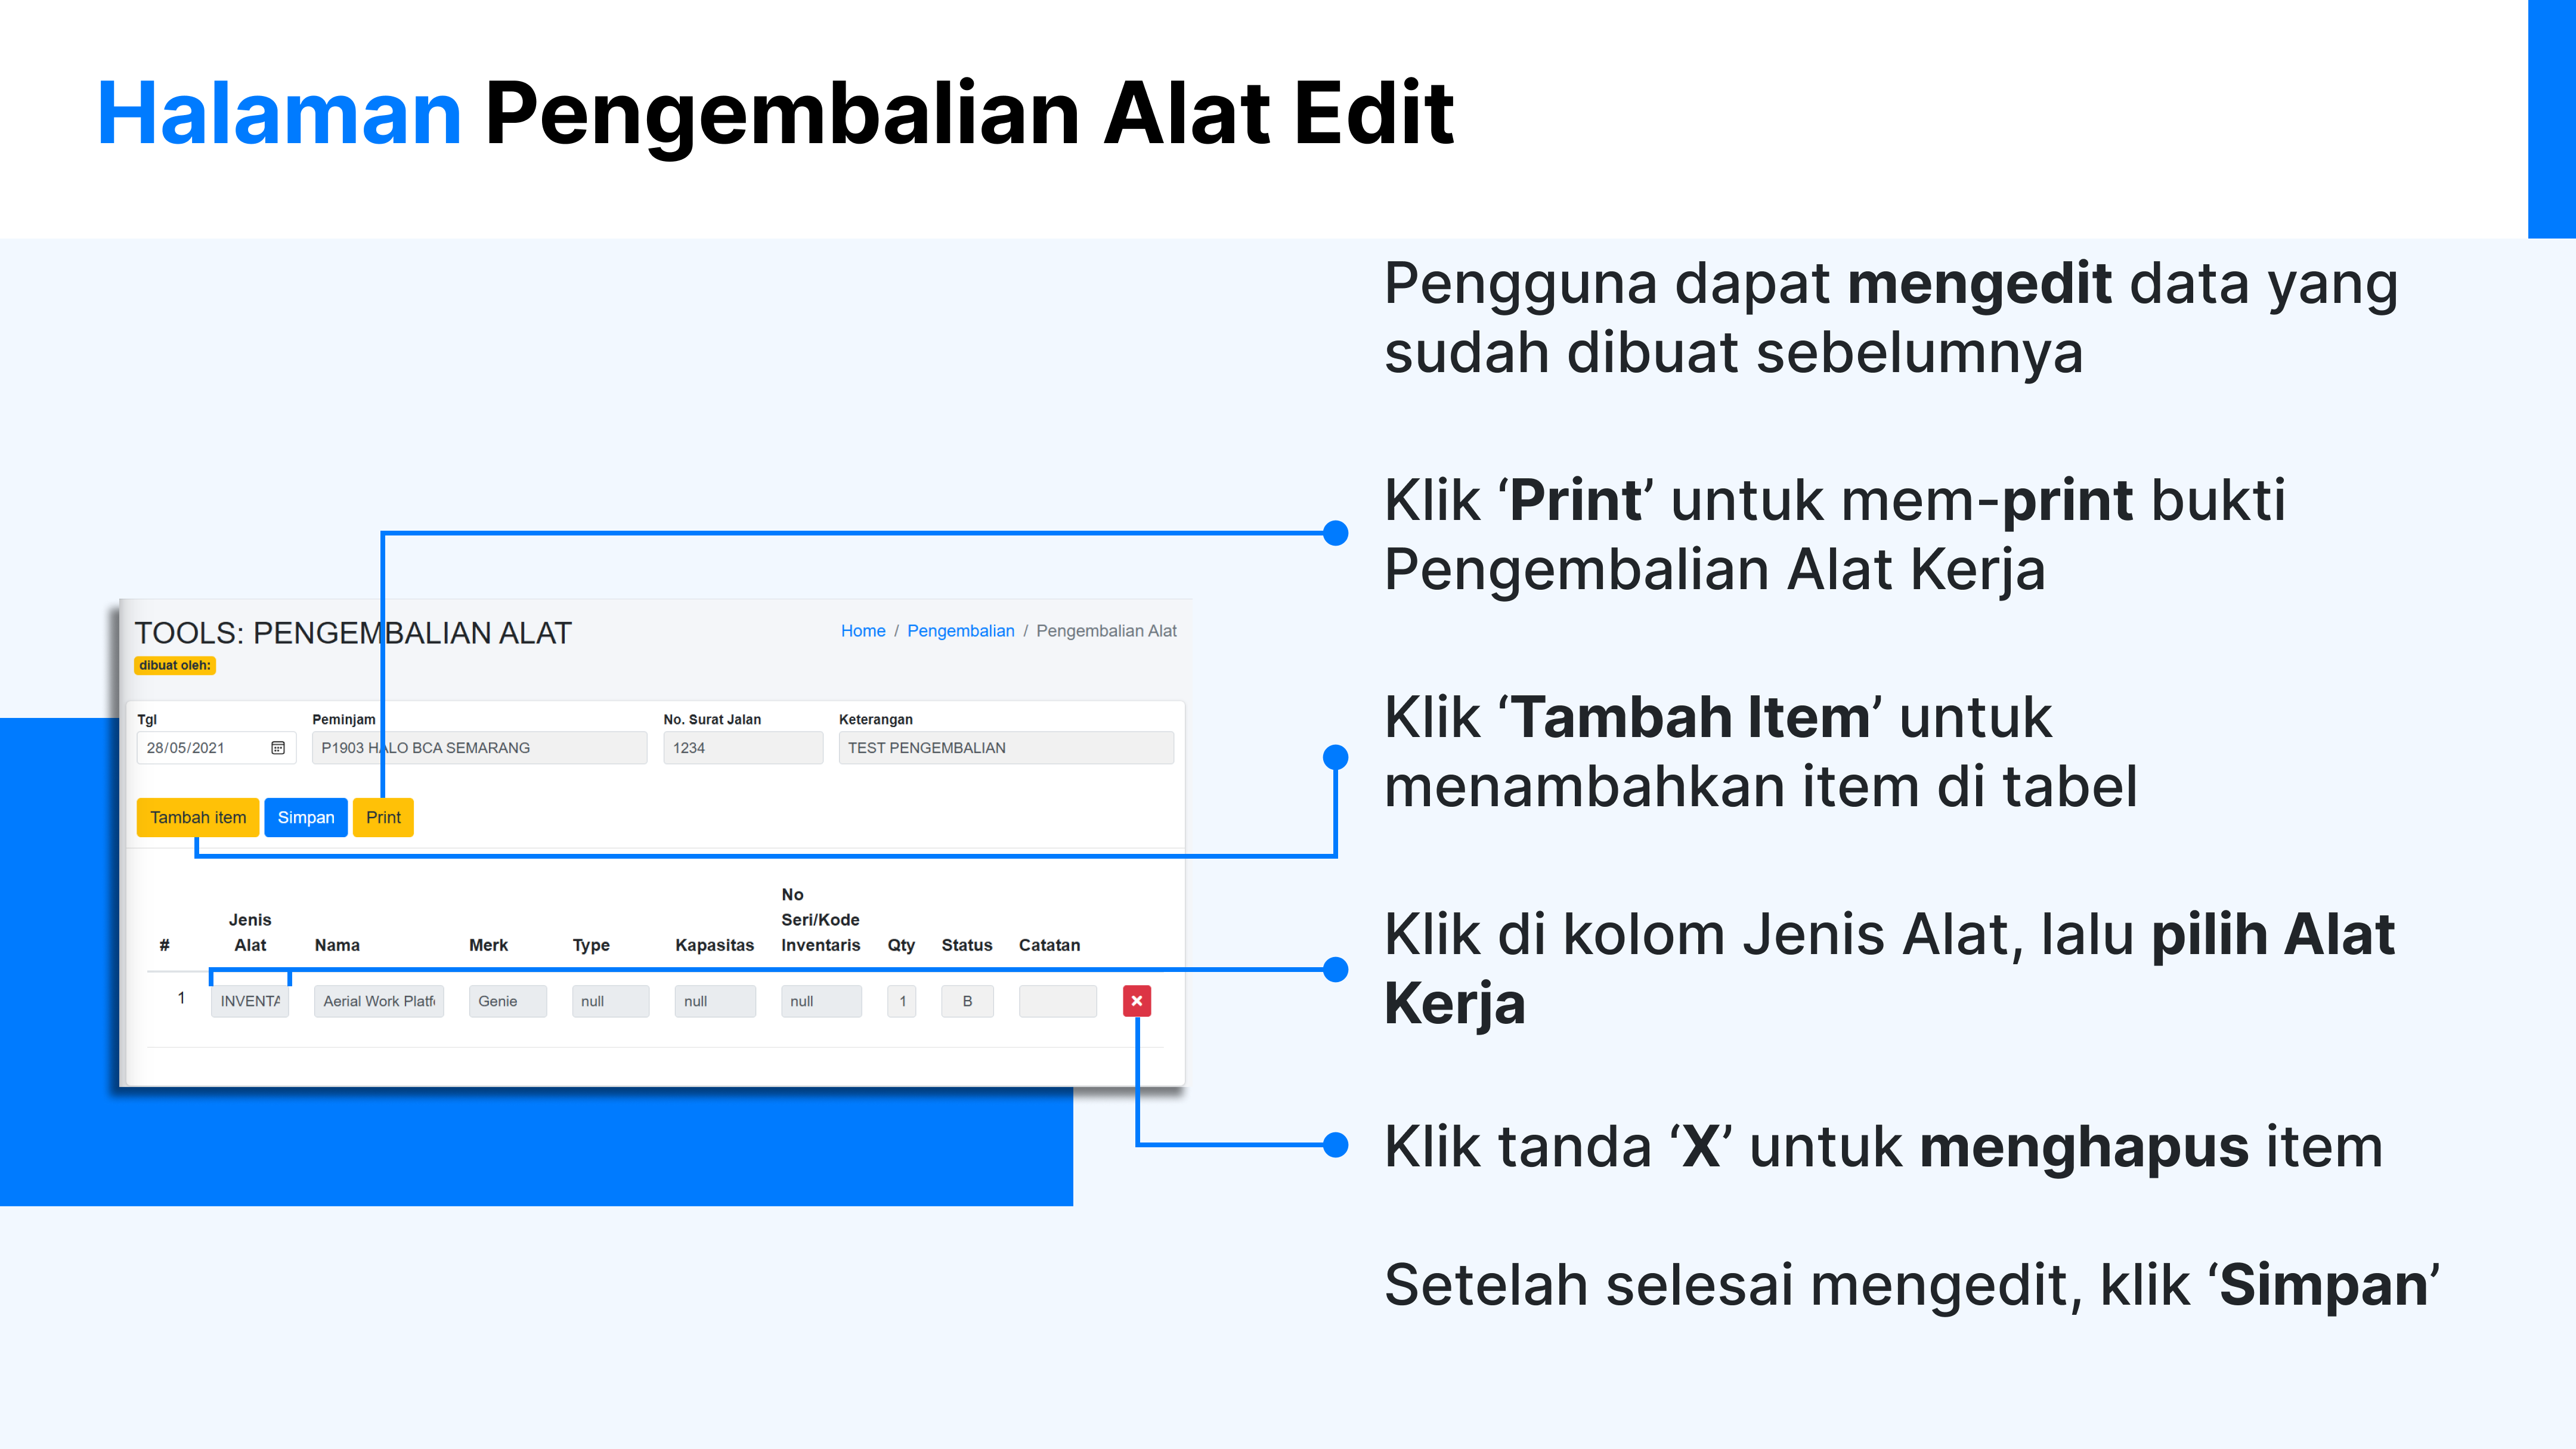 Halaman Pengembalian Alat Edit
Pengguna dapat mengedit data yang
sudah dibuat sebelumnya
Klik ‘Print’ untuk mem-print bukti
Pengembalian Alat Kerja
Klik ‘Tambah Item’ untuk
menambahkan item di tabel
Klik di kolom Jenis Alat, lalu pilih Alat
Kerja
Klik tanda ‘X’ untuk menghapus item
Setelah selesai mengedit, klik ‘Simpan’
TOOLS: PENGEMBALIAN ALAT
Home / Pengembalian / Pengembalian Alat
dibuat oleh:
Tgl Peminjam No. Surat Jalan Keterangan
28/05/2021 P1903 HALO BCA SEMARANG 1234 TEST PENGEMBALIAN
Tambah item Simpan Print
No
Jenis Seri/Kode
# Alat Nama Merk Type Kapasitas Inventaris Qty Status Catatan
1 INVENTA Aerial Work Platf Genie null null null 1 B